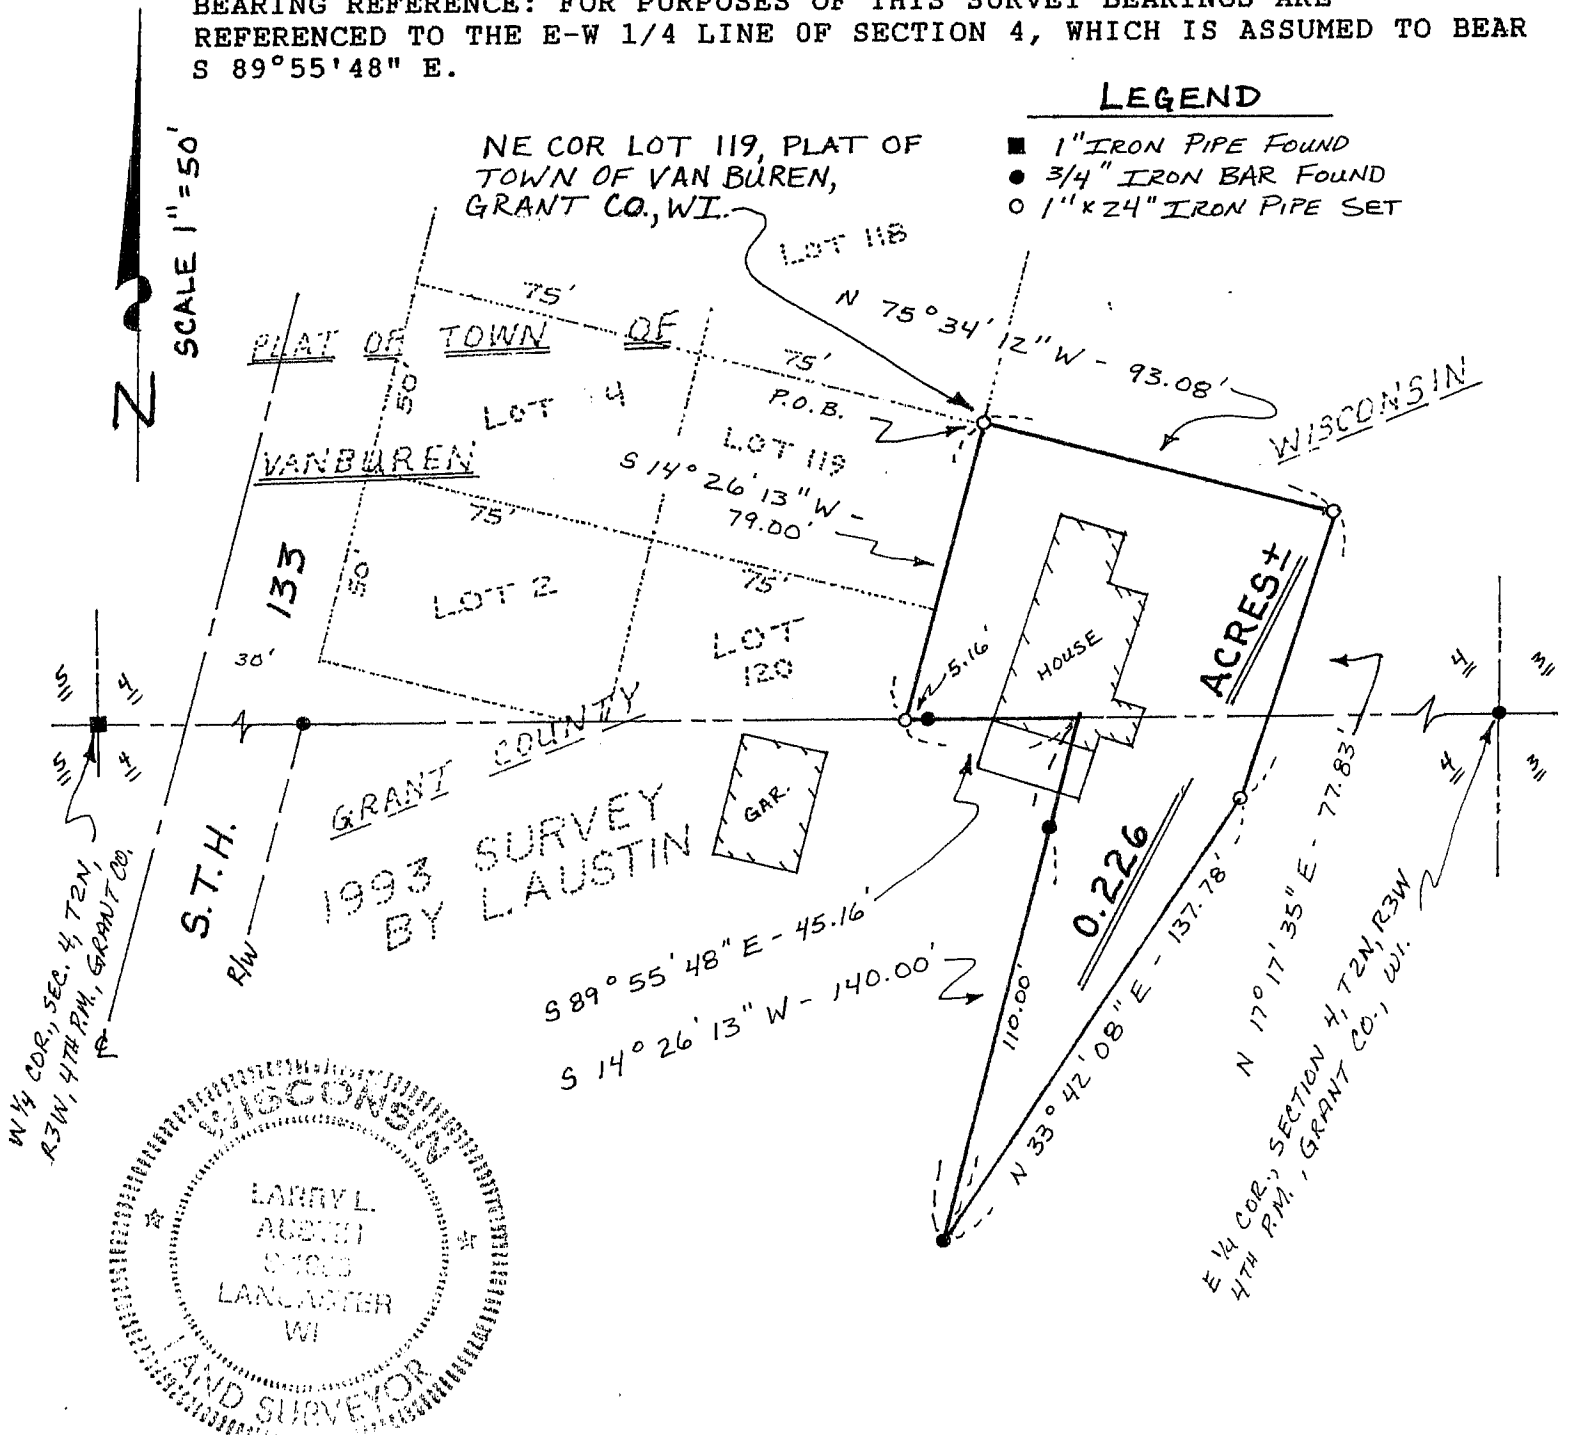 BEARING REFERENCE: FOR PURPOSES OF THIS SURVEY BEARINGS ARE
REFERENCED TO THE E-W 1/4 LINE OF SECTION 4, WHICH IS ASSUMED TO BEAR
S 89°55'48" E.
SCALE 1"=50'
N
LEGEND
1" IRON PIPE FOUND
3/4" IRON BAR FOUND
1"x24" IRON PIPE SET
NE COR LOT 119, PLAT OF
TOWN OF VAN BUREN,
GRANT CO., WI.
LOT 118
N 75°34'12"W - 93.08'
75'
PLAT OF TOWN OF
75'
P.O.B.
WISCONSIN
50'
LOT 4
LOT 119
VANBUREN
S 14°26'13"W -
79.00'
75'
133
50'
LOT 2
75'
LOT
120
ACRES±
HOUSE
5.16'
30'
5 4
5 4
4 3
4 3
GRANT COUNTY
1993 SURVEY
BY L. AUSTIN
GAR.
S.T.H.
R/W
0.226
W 1/4 COR., SEC. 4, T2N,
R3W, 4TH P.M., GRANT CO.
S 89°55'48" E - 45.16'
S 14°26'13" W - 140.00'
110.00'
N 33°42'08" E - 137.78'
N 17°17'35" E - 77.83'
E 1/4 COR., SECTION 4, T2N, R3W
4TH P.M., GRANT CO., WI.
WISCONSIN
LARRY L.
AUSTIN
LANCASTER
WI
LAND SURVEYOR